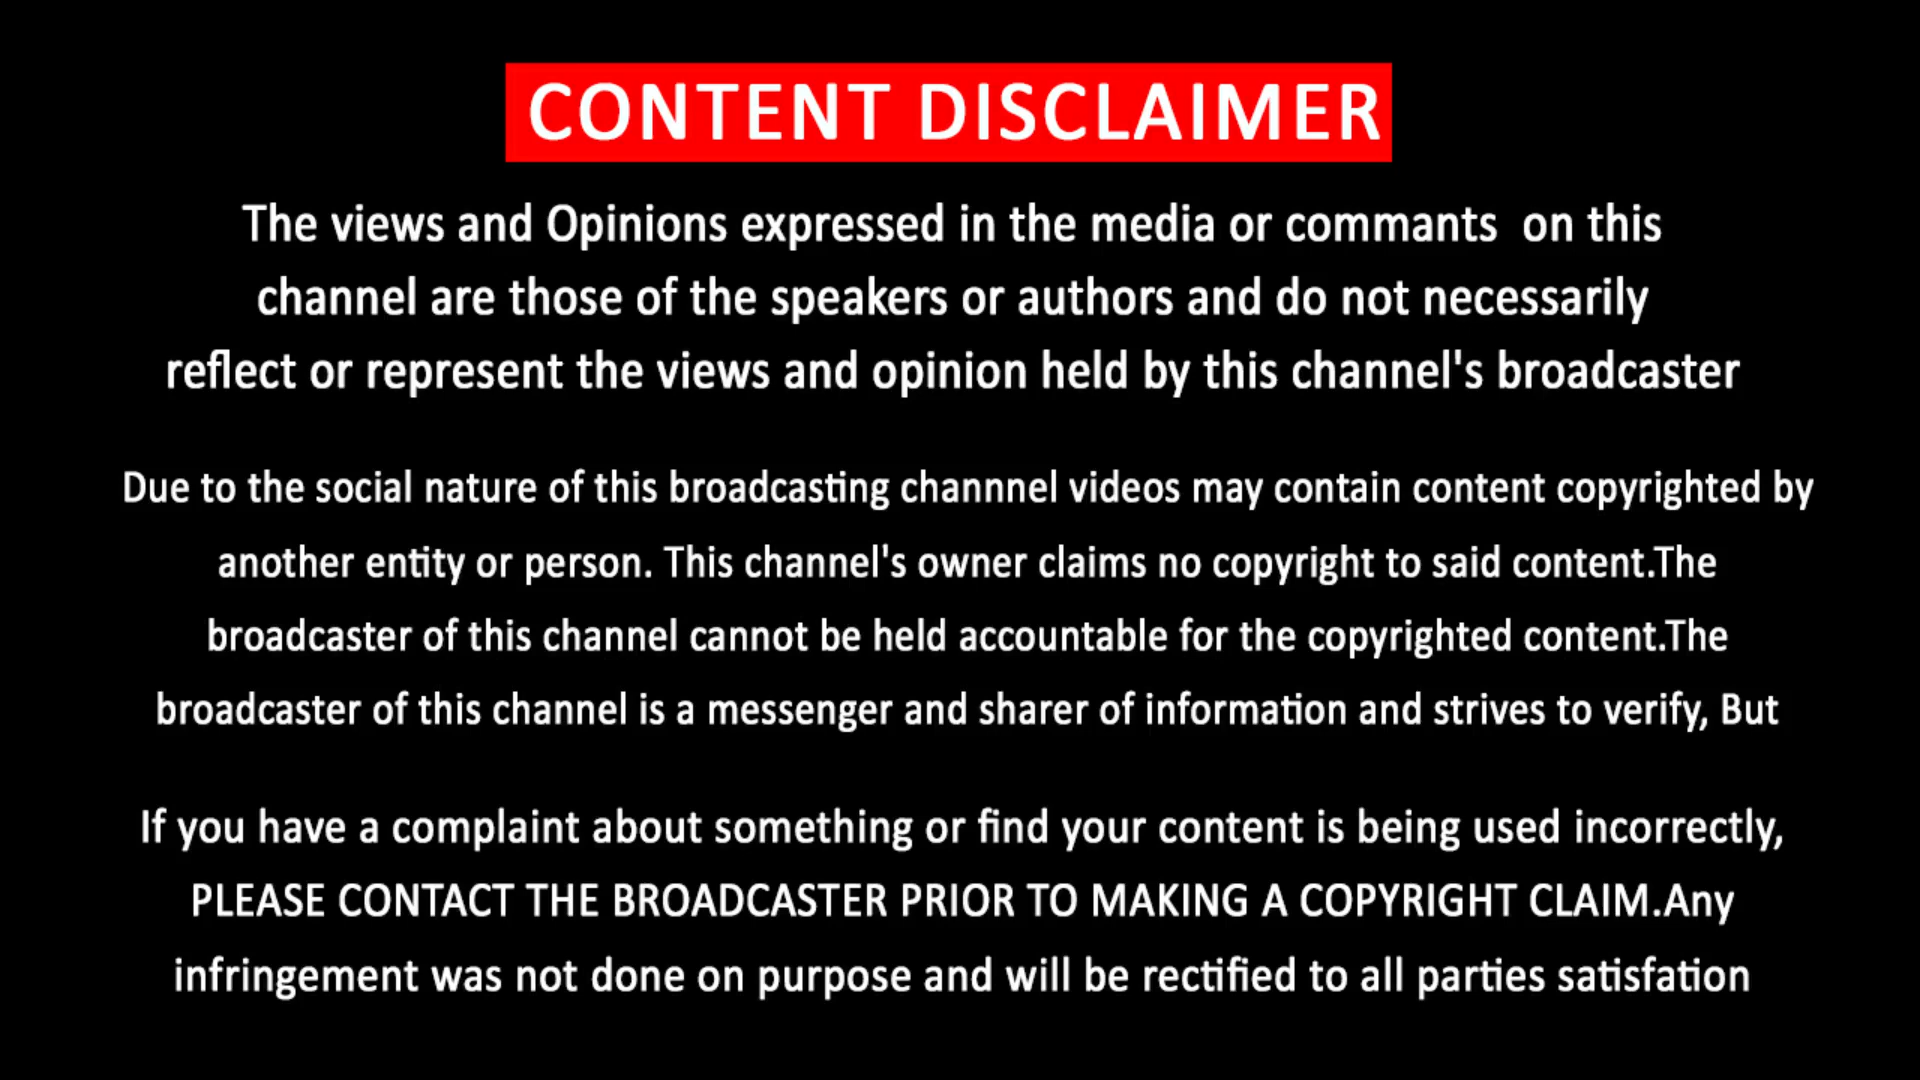 CONTENT DISCLAIMER
The views and Opinions expressed in the media or commants on this
channel are those of the speakers or authors and do not necessarily
reflect or represent the views and opinion held by this channel's broadcaster
Due to the social nature of this broadcasting channnel videos may contain content copyrighted by
another entity or person. This channel's owner claims no copyright to said content.The
broadcaster of this channel cannot be held accountable for the copyrighted content.The
broadcaster of this channel is a messenger and sharer of information and strives to verify, But
If you have a complaint about something or find your content is being used incorrectly,
PLEASE CONTACT THE BROADCASTER PRIOR TO MAKING A COPYRIGHT CLAIM.Any
infringement was not done on purpose and will be rectified to all parties satisfation